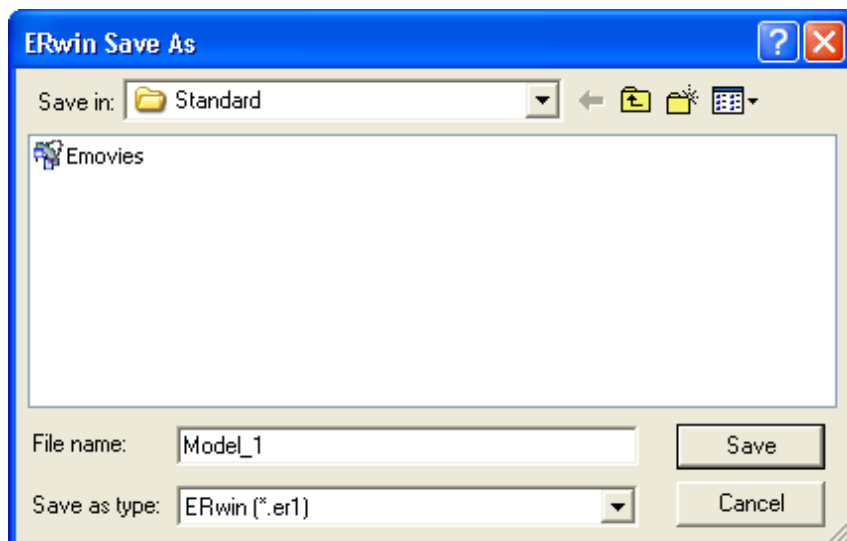 ERwin Save As
Save in: Standard
Emovies
File name: Model_1 Save
Save as type: ERwin (*.er1) Cancel